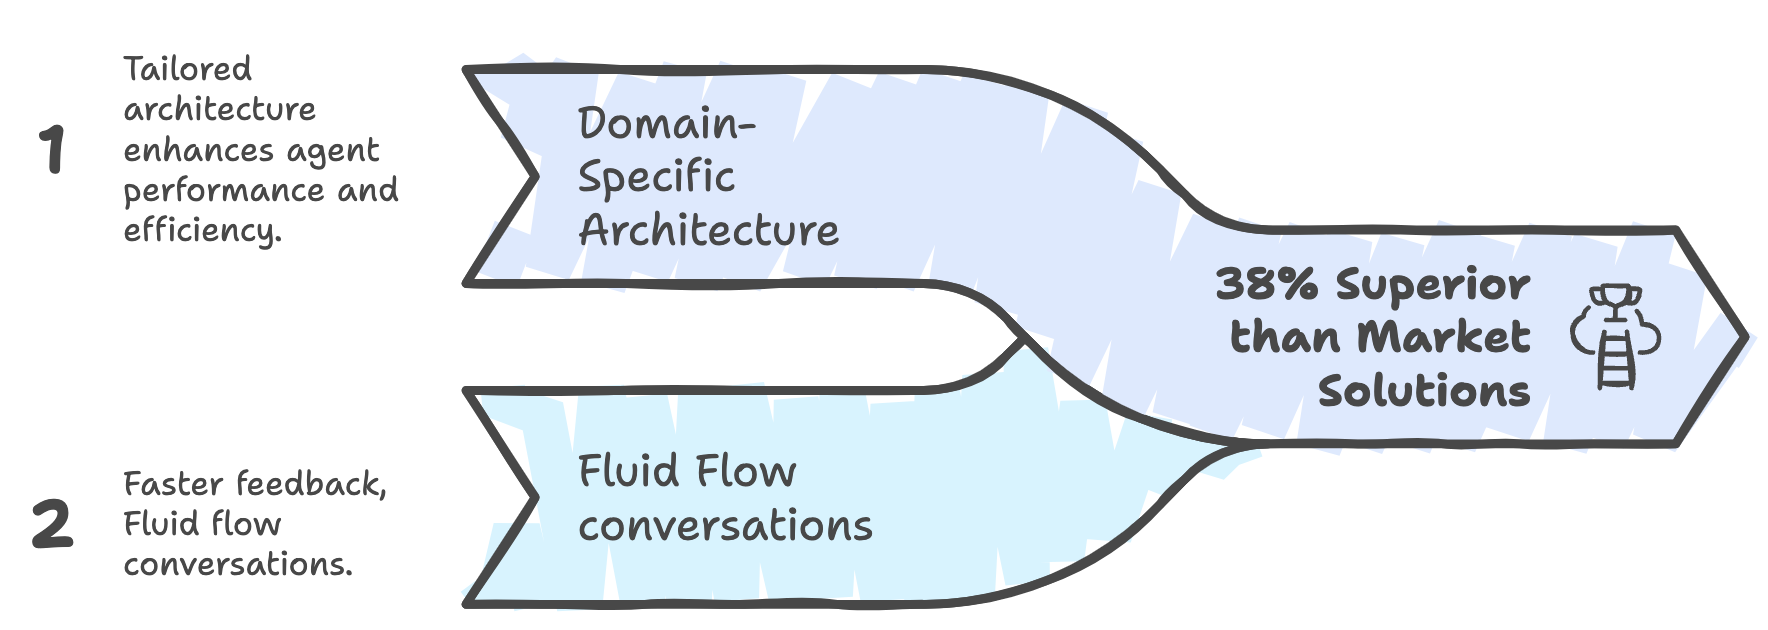 1
Tailored
architecture
enhances agent
performance and
efficiency.
Domain-
Specific
Architecture
38% Superior
than Market
Solutions
2
Faster feedback,
Fluid flow
conversations.
Fluid Flow
conversations